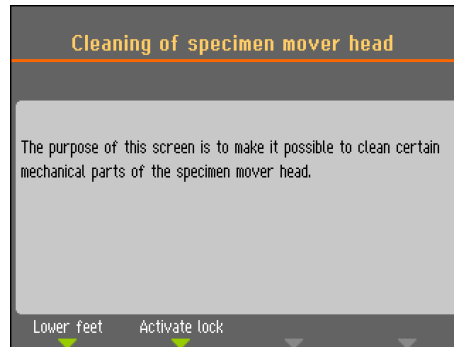 Cleaning of specimen mover head
The purpose of this screen is to make it possible to clean certain
mechanical parts of the specimen mover head.
Lower feet Activate lock